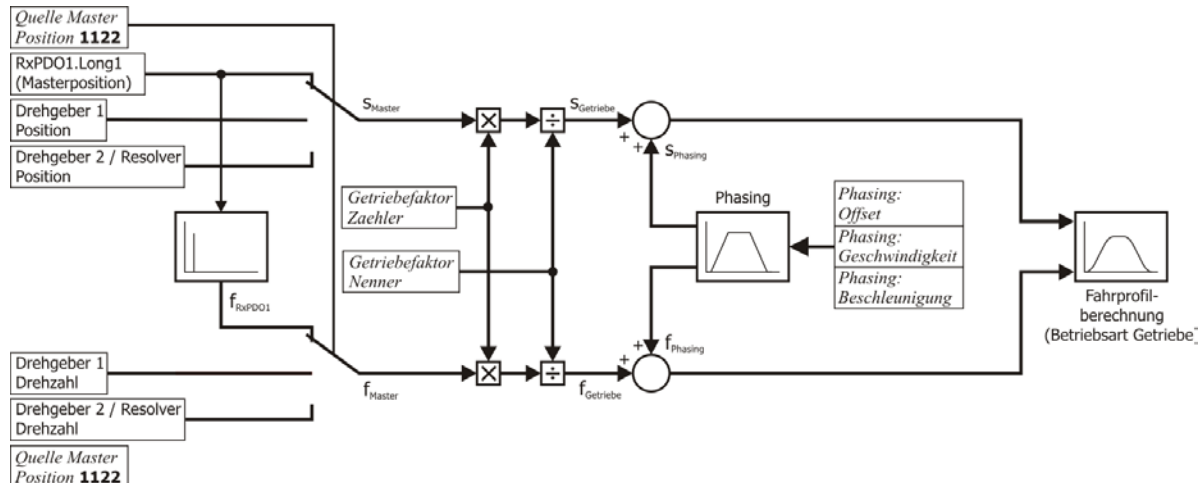 Quelle Master
Position 1122
RxPDO1.Long1
(Masterposition)
Drehgeber 1
Position
Drehgeber 2 / Resolver
Position
sMaster
×
÷
sGetriebe
+
+
sPhasing
Getriebefaktor
Zaehler
Getriebefaktor
Nenner
Phasing
Phasing:
Offset
Phasing:
Geschwindigkeit
Phasing:
Beschleunigung
Fahrprofil-
berechnung
(Betriebsart Getriebe)
fRxPDO1
fPhasing
+
+
Drehgeber 1
Drehzahl
fMaster
×
÷
fGetriebe
Drehgeber 2 / Resolver
Drehzahl
Quelle Master
Position 1122